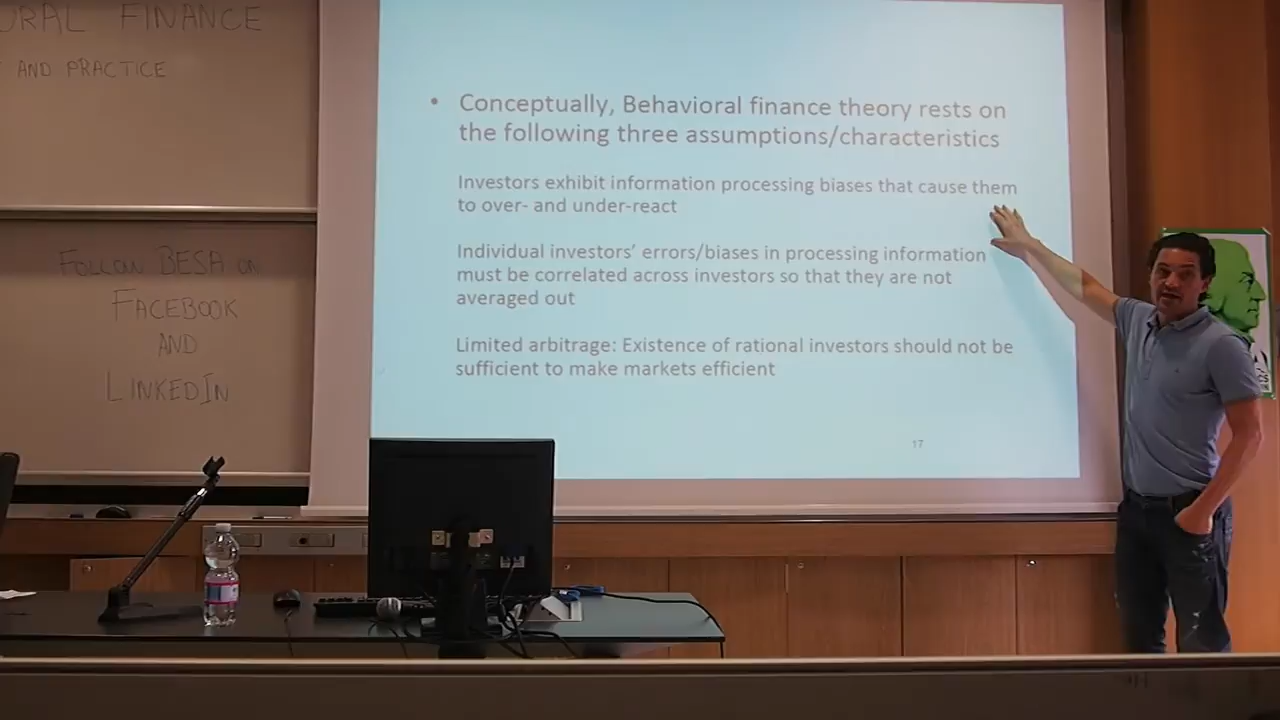 ORAL FINANCE
AND PRACTICE
FOLLOW BESA ON
FACEBOOK
AND
LINKEDIN
• Conceptually, Behavioral finance theory rests on
the following three assumptions/characteristics
Investors exhibit information processing biases that cause them
to over- and under-react
Individual investors’ errors/biases in processing information
must be correlated across investors so that they are not
averaged out
Limited arbitrage: Existence of rational investors should not be
sufficient to make markets efficient
17